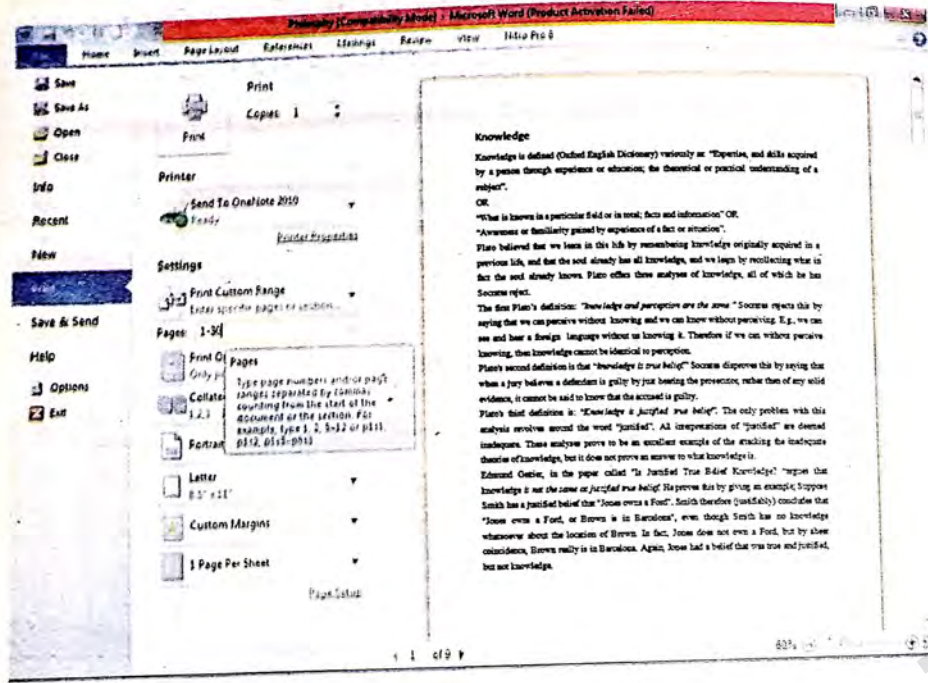 Philosophy [Compatibility Mode] - Microsoft Word (Product Activation Failed)
Home Insert Page Layout References Mailings Review View Nitro Pro 8
Save
Save As
Open
Close
Info
Recent
New
Print
Save & Send
Help
Options
Exit
Print
Copies: 1
Print
Printer
Send To OneNote 2010
Ready
Printer Properties
Settings
Print Custom Range
Enter specific pages or sections...
Pages: 1-30
Print O
Only
Collate
1,2,3
Portrait
Pages
Type page numbers and/or page
ranges separated by commas
counting from the start of the
document or the section. For
example, type 1, 3, 5-12 or p1s1,
p1s2, p1s3-p8s3
Letter
8.5" x 11"
Custom Margins
1 Page Per Sheet
Page Setup
1 of 9
60%
Knowledge
Knowledge is defined (Oxford English Dictionary) variously as: "Expertise, and skills acquired
by a person through experience or education; the theoretical or practical understanding of a
subject".
OR
"What is known in a particular field or in total; facts and information" OR
"Awareness or familiarity gained by experience of a fact or situation".
Plato believed that we learn in this life by remembering knowledge originally acquired in a
previous life, and that the soul already has all knowledge, and we learn by recollecting what in
fact the soul already knows. Plato offers three analyses of knowledge, all of which he has
Socrates reject.
The first Plato's definition: "knowledge and perception are the same" Socrates rejects this by
saying that we can perceive without knowing and we can know without perceiving. E.g., we can
see and hear a foreign language without us knowing it. Therefore if we can without perceive
knowing, then knowledge cannot be identical to perception.
Plato's second definition is that "knowledge is true belief" Socrates disproves this by saying that
when a jury believes a defendant is guilty by just hearing the prosecutor, rather than of any solid
evidence, it cannot be said to know that the accused is guilty.
Plato's third definition is: "Knowledge is justified true belief". The only problem with this
analysis revolves around the word "justified". All interpretations of "justified" are deemed
inadequate. These analyses prove to be an excellent example of the attacking the inadequate
theories of knowledge, but it does not prove an answer to what knowledge is.
Edmund Getier, in the paper called "Is Justified True Belief Knowledge? "argues that
knowledge is not the same as justified true belief. He proves this by giving an example; Suppose
Smith has a justified belief that "Jones owns a Ford". Smith therefore (justifiably) concludes that
"Jones owns a Ford, or Brown is in Barcelona", even though Smith has no knowledge
whatsoever about the location of Brown. In fact, Jones does not own a Ford, but by sheer
coincidence, Brown really is in Barcelona. Again, Jones had a belief that was true and justified,
but not knowledge.